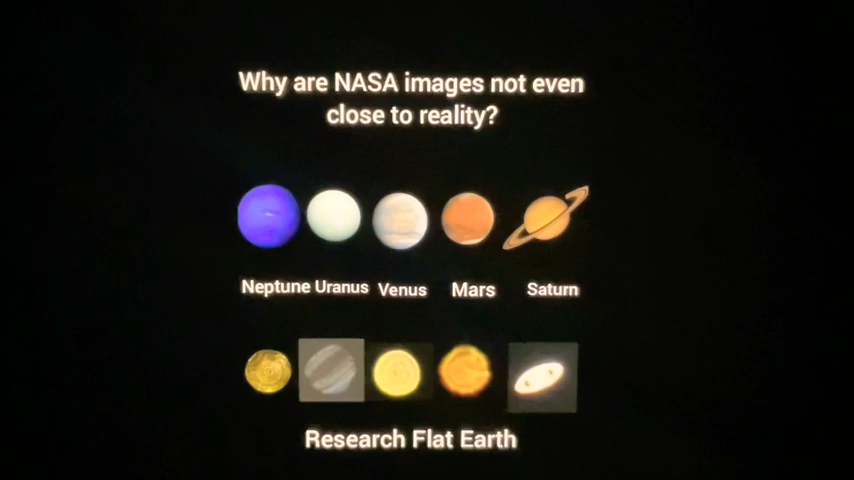 Why are NASA images not even
close to reality?
Neptune Uranus Venus Mars Saturn
Research Flat Earth